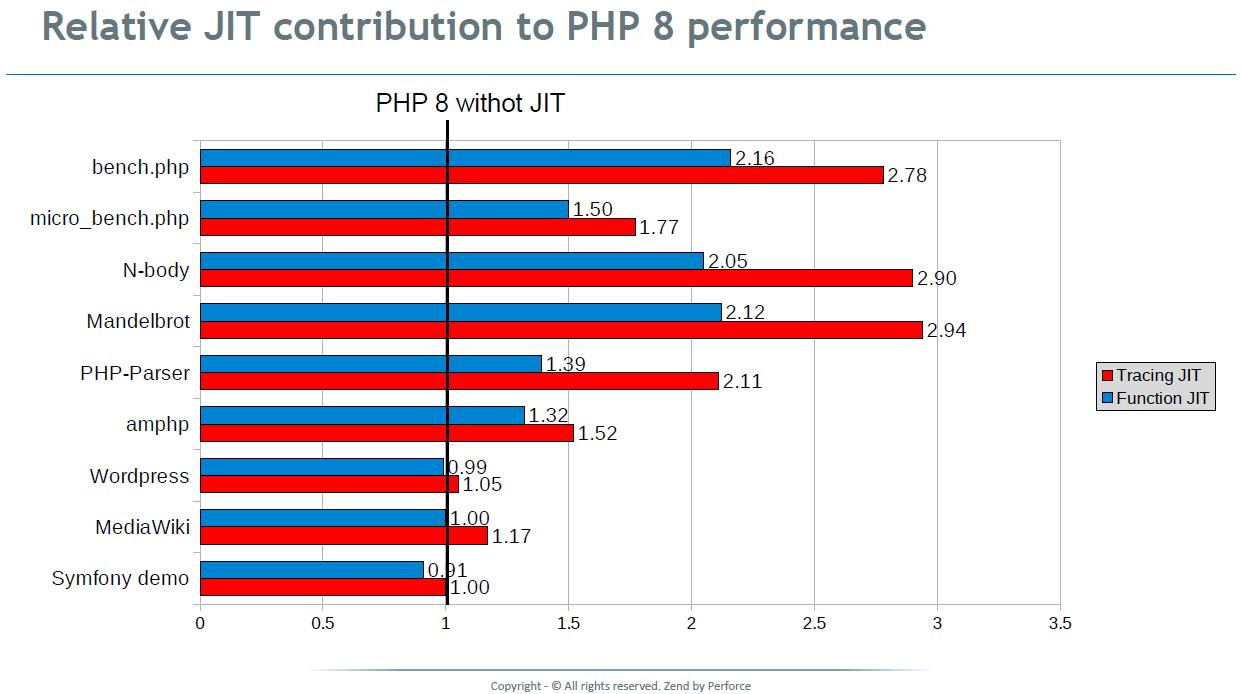 Relative JIT contribution to PHP 8 performance
PHP 8 withot JIT
bench.php
2.16
2.78
micro_bench.php
1.50
1.77
N-body
2.05
2.90
Mandelbrot
2.12
2.94
PHP-Parser
1.39
2.11
amphp
1.32
1.52
Wordpress
0.99
1.05
MediaWiki
1.00
1.17
Symfony demo
0.91
1.00
Tracing JIT
Function JIT
0 0.5 1 1.5 2 2.5 3 3.5
Copyright - © All rights reserved. Zend by Perforce